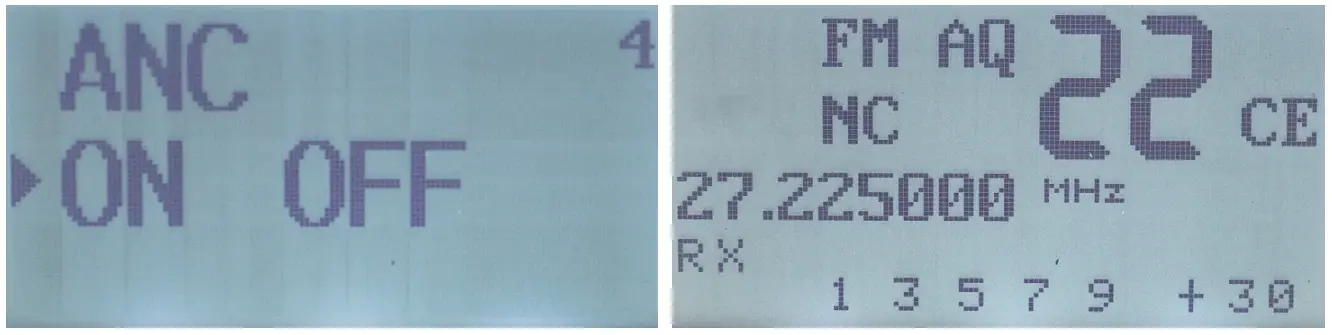 ANC 4
ON OFF
FM AQ 22
NC CE
27.225000 MHz
RX
1 3 5 7 9 +30